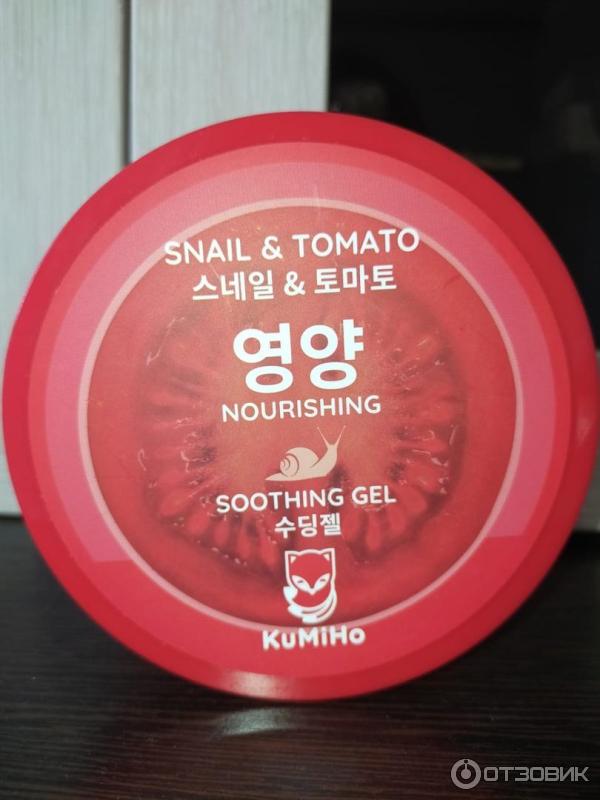 SNAIL & TOMATO
스네일 & 토마토
영양
NOURISHING
SOOTHING GEL
수딩젤
KuMiHo
ОТЗОВИК